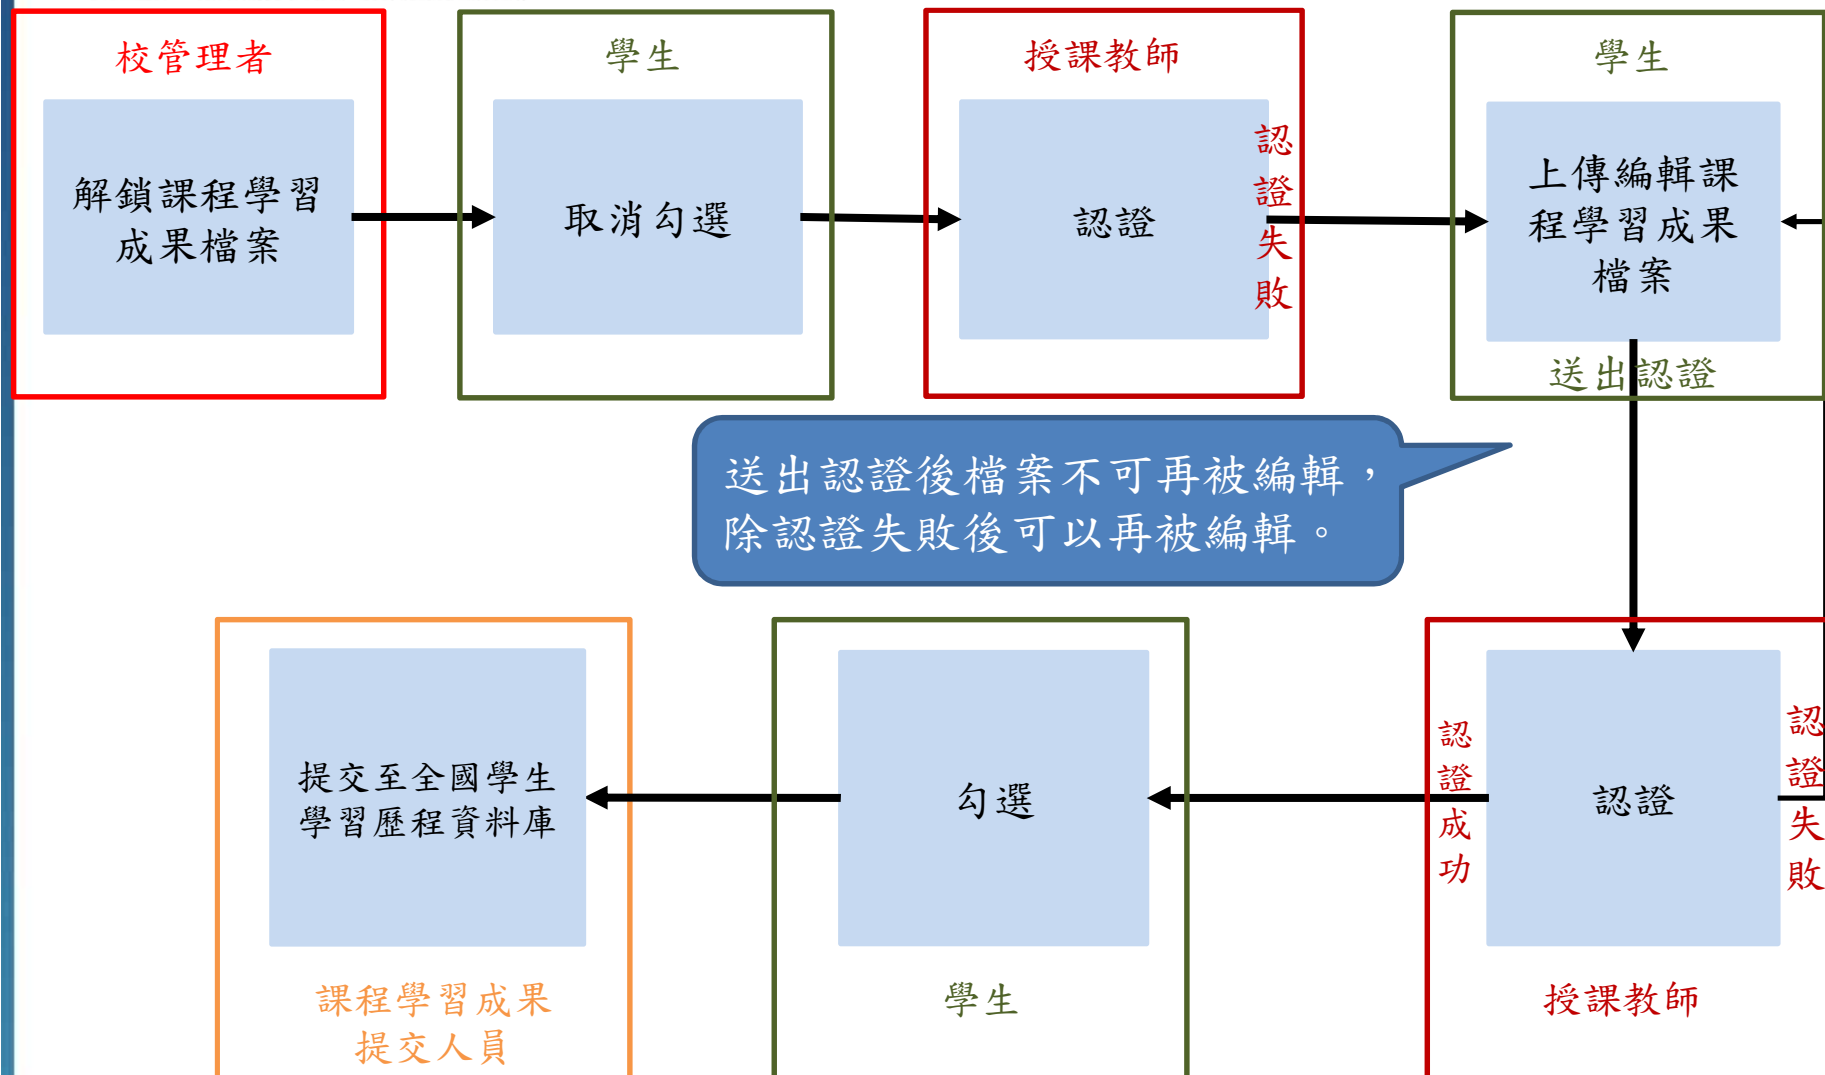 校管理者
解鎖課程學習
成果檔案
學生
取消勾選
授課教師
認證
認證失敗
學生
上傳編輯課
程學習成果
檔案
送出認證
送出認證後檔案不可再被編輯，
除認證失敗後可以再被編輯。
提交至全國學生
學習歷程資料庫
課程學習成果
提交人員
勾選
學生
認證成功
認證
認證失敗
授課教師